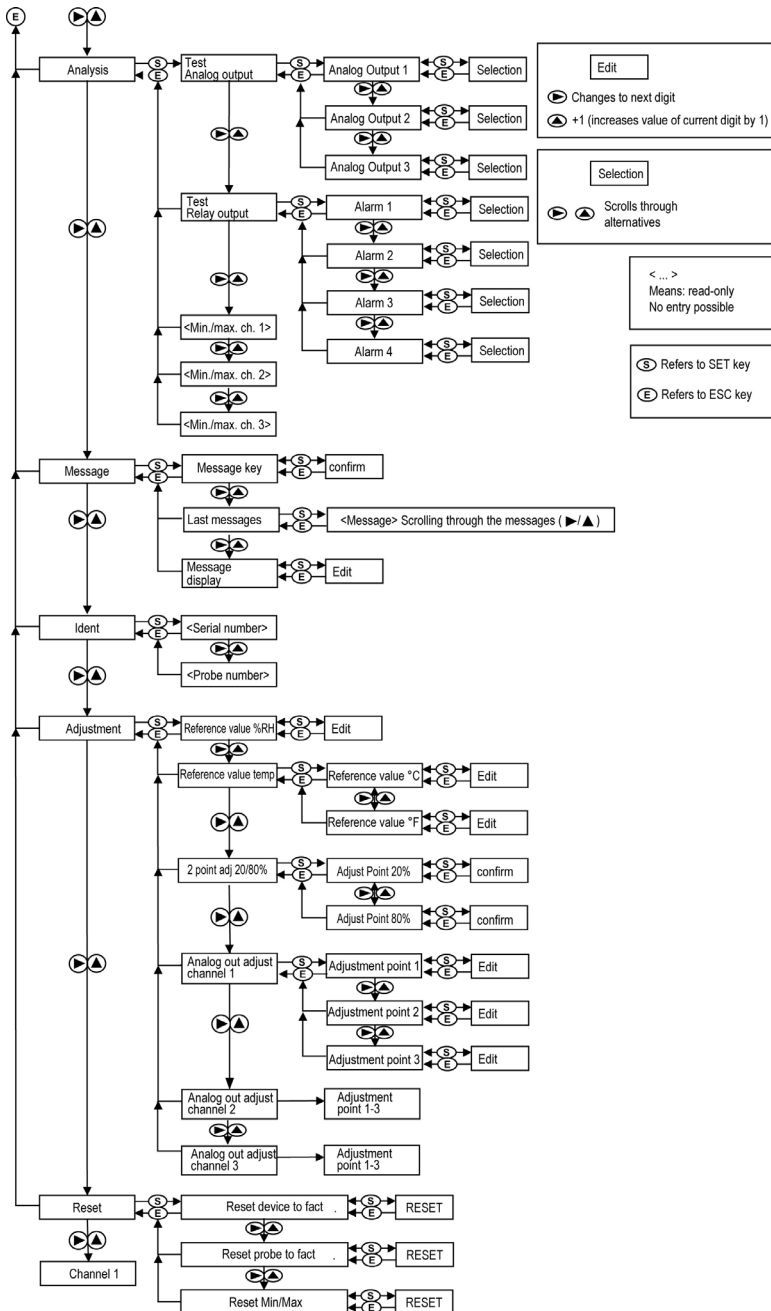 E
Analysis
S
E
Test
Analog output
S
E
Analog Output 1
S
E
Selection
Analog Output 2
S
E
Selection
Analog Output 3
S
E
Selection
Test
Relay output
S
E
Alarm 1
S
E
Selection
Alarm 2
S
E
Selection
Alarm 3
S
E
Selection
Alarm 4
S
E
Selection
<Min./max. ch. 1>
<Min./max. ch. 2>
<Min./max. ch. 3>
Edit
Changes to next digit
+1 (increases value of current digit by 1)
Selection
Scrolls through
alternatives
< ... >
Means: read-only
No entry possible
S Refers to SET key
E Refers to ESC key
Message
S
E
Message key
S
E
confirm
Last messages
S
E
<Message> Scrolling through the messages ( ▶/▲ )
Message
display
S
E
Edit
Ident
S
E
<Serial number>
<Probe number>
Adjustment
S
E
Reference value %RH
S
E
Edit
Reference value temp
S
E
Reference value °C
S
E
Edit
Reference value °F
S
E
Edit
2 point adj 20/80%
S
E
Adjust Point 20%
S
E
confirm
Adjust Point 80%
S
E
confirm
Analog out adjust
channel 1
S
E
Adjustment point 1
S
E
Edit
Adjustment point 2
S
E
Edit
Adjustment point 3
S
E
Edit
Analog out adjust
channel 2
Adjustment
point 1-3
Analog out adjust
channel 3
Adjustment
point 1-3
Reset
S
E
Reset device to fact .
S
E
RESET
Reset probe to fact .
S
E
RESET
Reset Min/Max
S
E
RESET
Channel 1